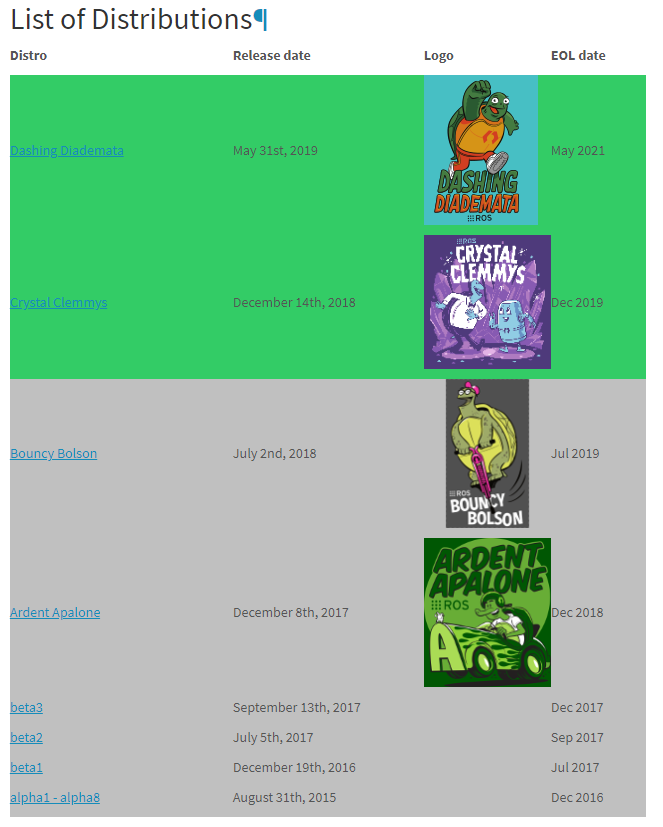 List of Distributions¶
Distro Release date Logo EOL date
Dashing Diademata May 31st, 2019 May 2021
DASHING
DIADEMATA
ROS
ROS
CRYSTAL
CLEMMYS
Crystal Clemmys December 14th, 2018 Dec 2019
Bouncy Bolson July 2nd, 2018 Jul 2019
ROS
BOUNCY
BOLSON
ARDENT
APALONE
ROS
Ardent Apalone December 8th, 2017 Dec 2018
A
beta3 September 13th, 2017 Dec 2017
beta2 July 5th, 2017 Sep 2017
beta1 December 19th, 2016 Jul 2017
alpha1 - alpha8 August 31th, 2015 Dec 2016